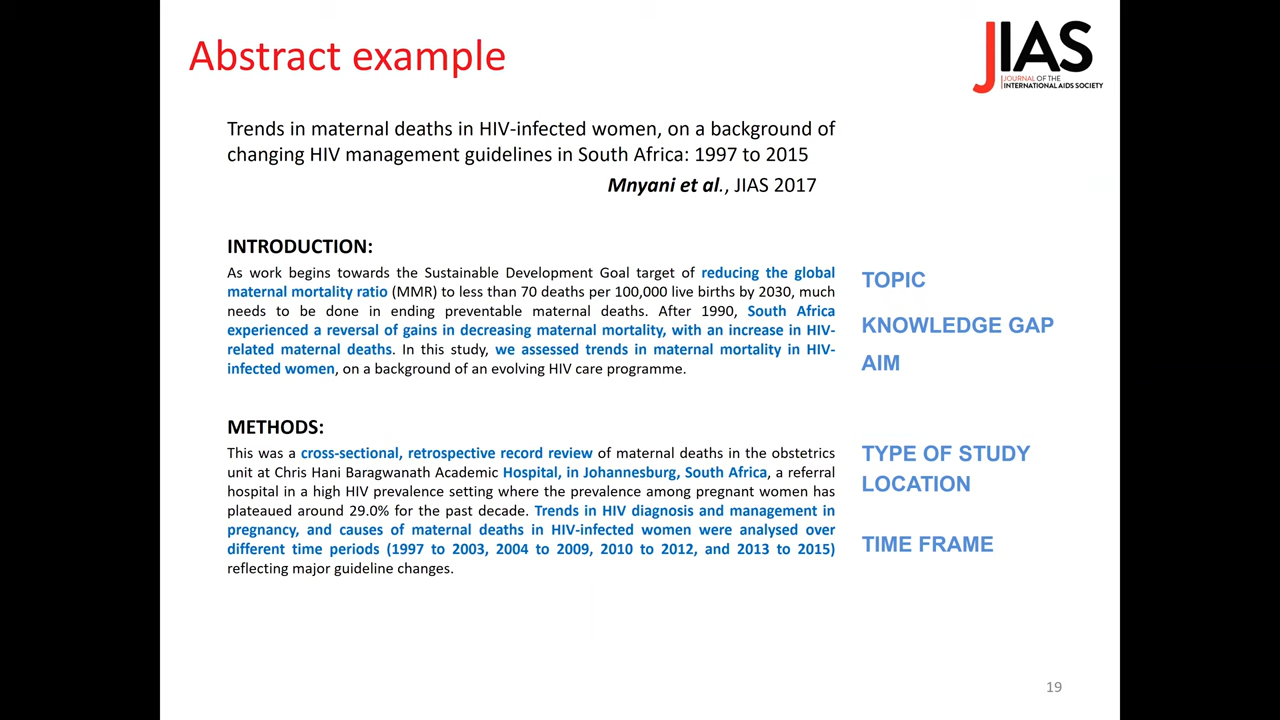 Abstract example
JIAS
JOURNAL OF THE
INTERNATIONAL AIDS SOCIETY
Trends in maternal deaths in HIV-infected women, on a background of
changing HIV management guidelines in South Africa: 1997 to 2015
Mnyani et al., JIAS 2017
INTRODUCTION:
As work begins towards the Sustainable Development Goal target of reducing the global
maternal mortality ratio (MMR) to less than 70 deaths per 100,000 live births by 2030, much
needs to be done in ending preventable maternal deaths. After 1990, South Africa
experienced a reversal of gains in decreasing maternal mortality, with an increase in HIV-
related maternal deaths. In this study, we assessed trends in maternal mortality in HIV-
infected women, on a background of an evolving HIV care programme.
TOPIC
KNOWLEDGE GAP
AIM
METHODS:
This was a cross-sectional, retrospective record review of maternal deaths in the obstetrics
unit at Chris Hani Baragwanath Academic Hospital, in Johannesburg, South Africa, a referral
hospital in a high HIV prevalence setting where the prevalence among pregnant women has
plateaued around 29.0% for the past decade. Trends in HIV diagnosis and management in
pregnancy, and causes of maternal deaths in HIV-infected women were analysed over
different time periods (1997 to 2003, 2004 to 2009, 2010 to 2012, and 2013 to 2015)
reflecting major guideline changes.
TYPE OF STUDY
LOCATION
TIME FRAME
19